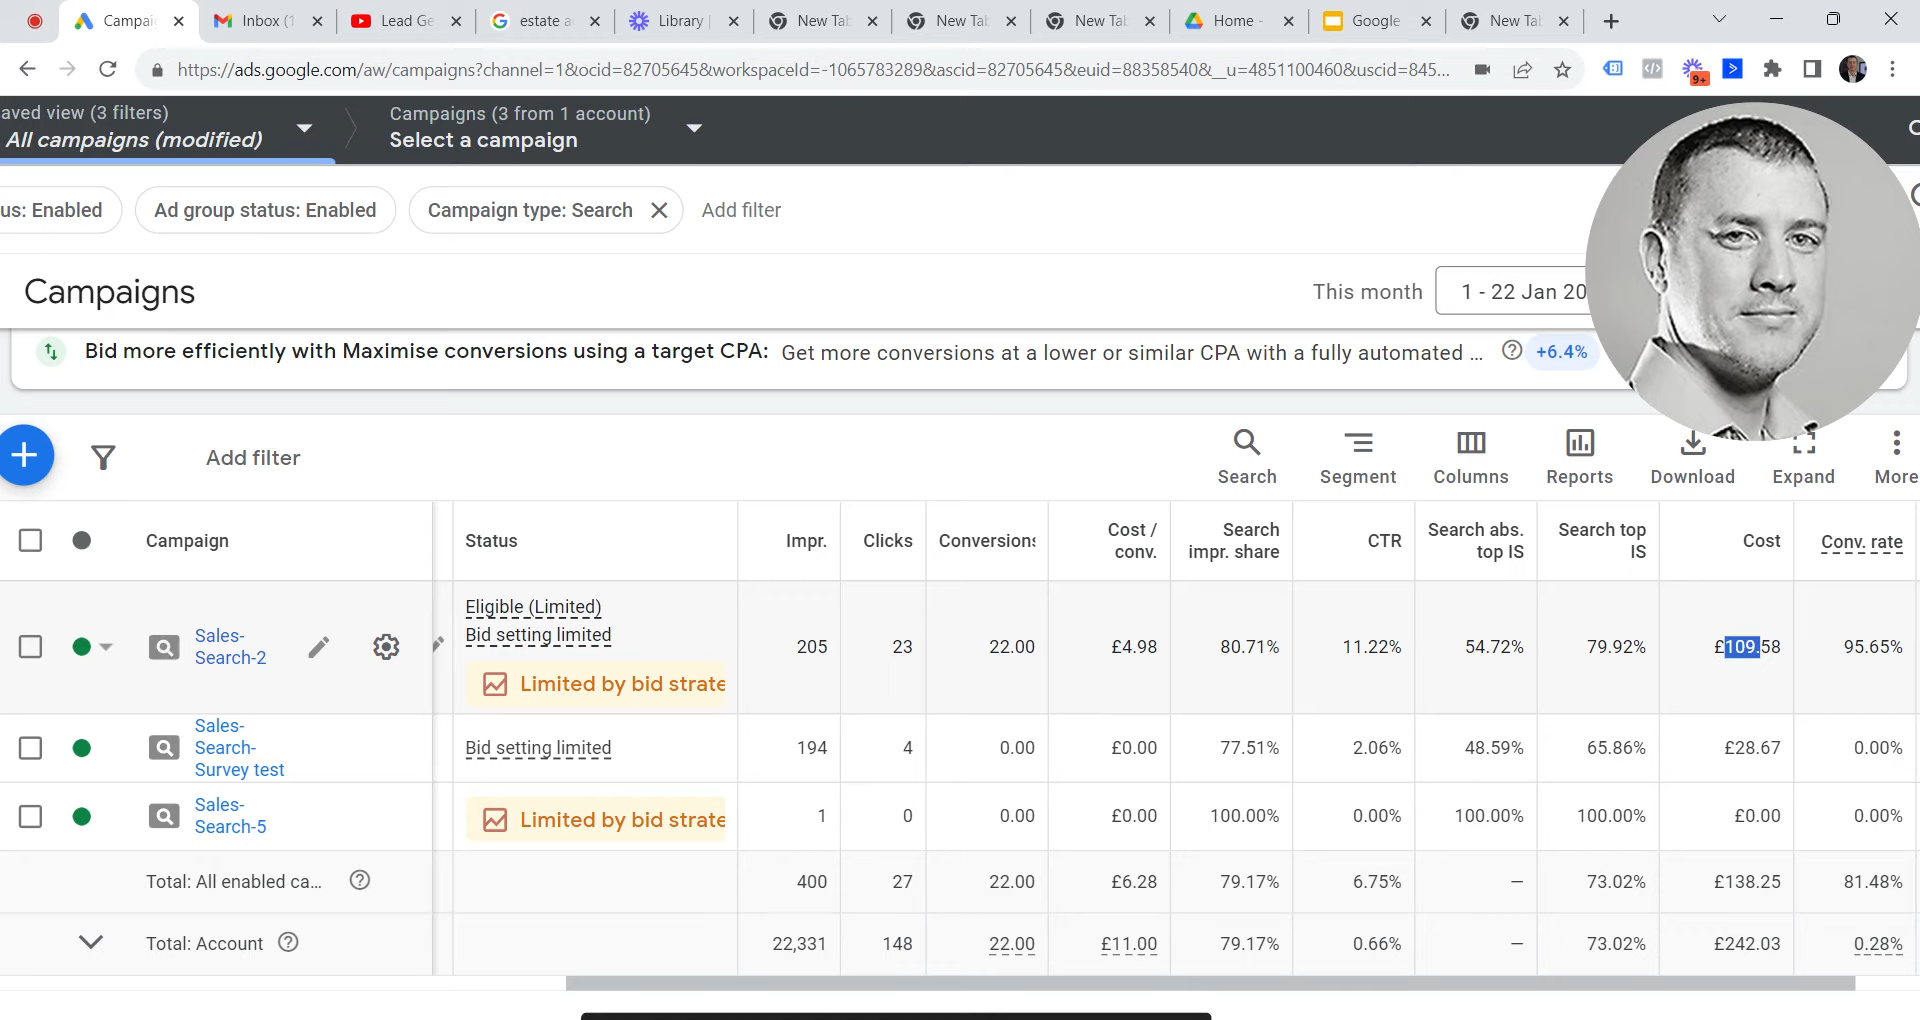 Campai
Inbox (1
Lead Ge
estate a
Library |
New Tab
New Tab
New Tab
Home -
Google
New Tab
https://ads.google.com/aw/campaigns?channel=1&ocid=82705645&workspaceId=-1065783289&ascid=82705645&euid=88358540&__u=4851100460&uscid=845...
9+
aved view (3 filters)
All campaigns (modified)
Campaigns (3 from 1 account)
Select a campaign
us: Enabled
Ad group status: Enabled
Campaign type: Search
Add filter
Campaigns
This month
1 - 22 Jan 20
Bid more efficiently with Maximise conversions using a target CPA: Get more conversions at a lower or similar CPA with a fully automated ...
+6.4%
Add filter
Search
Segment
Columns
Reports
Download
Expand
More
Campaign Status Impr. Clicks Conversions Cost / conv. Search impr. share CTR Search abs. top IS Search top IS Cost Conv. rate
Sales-Search-2 Eligible (Limited) Bid setting limited Limited by bid strate 205 23 22.00 £4.98 80.71% 11.22% 54.72% 79.92% £109.58 95.65%
Sales-Search-Survey test Bid setting limited 194 4 0.00 £0.00 77.51% 2.06% 48.59% 65.86% £28.67 0.00%
Sales-Search-5 Limited by bid strate 1 0 0.00 £0.00 100.00% 0.00% 100.00% 100.00% £0.00 0.00%
Total: All enabled ca... 400 27 22.00 £6.28 79.17% 6.75% — 73.02% £138.25 81.48%
Total: Account 22,331 148 22.00 £11.00 79.17% 0.66% — 73.02% £242.03 0.28%